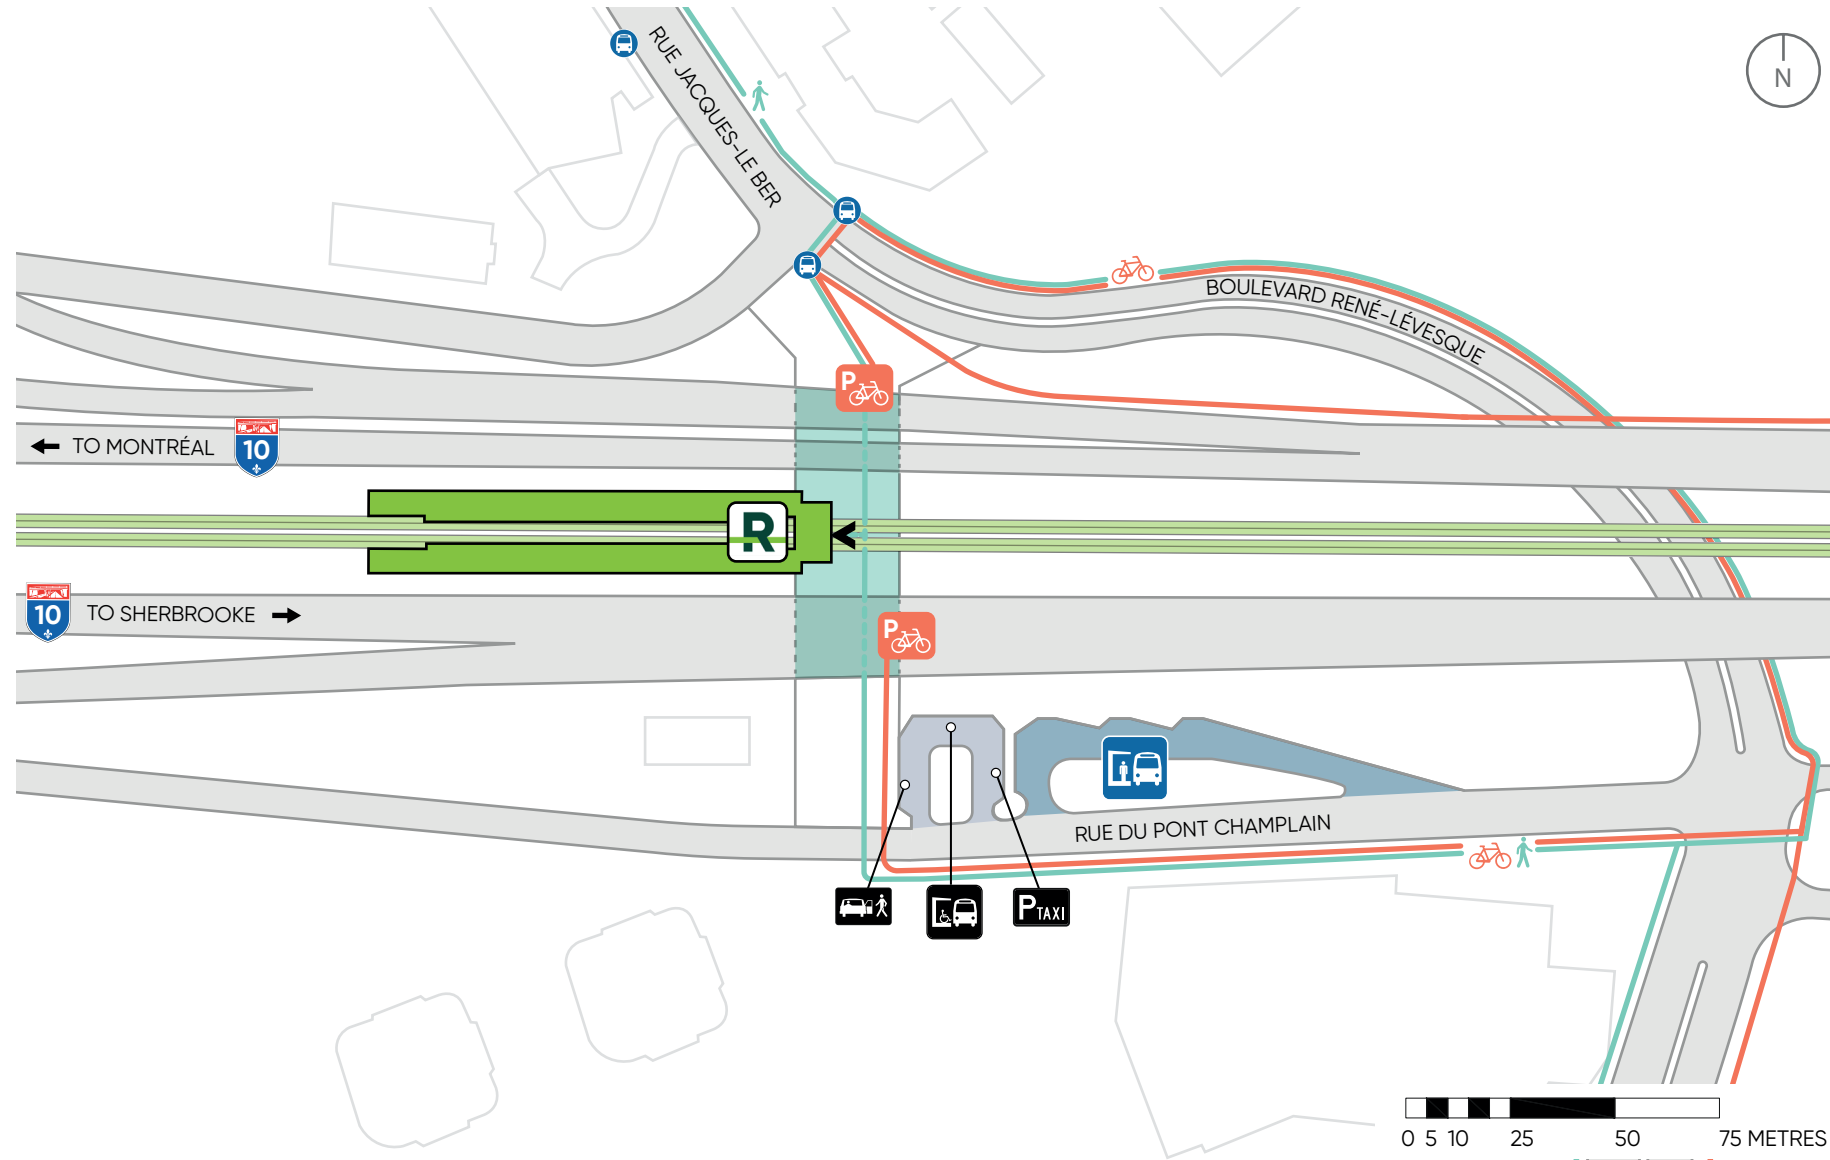 RUE JACQUES-LE BER
N
BOULEVARD RENÉ-LÉVESQUE
P
TO MONTRÉAL
10
R
10
TO SHERBROOKE
P
RUE DU PONT CHAMPLAIN
P TAXI
0 5 10 25 50 75 METRES